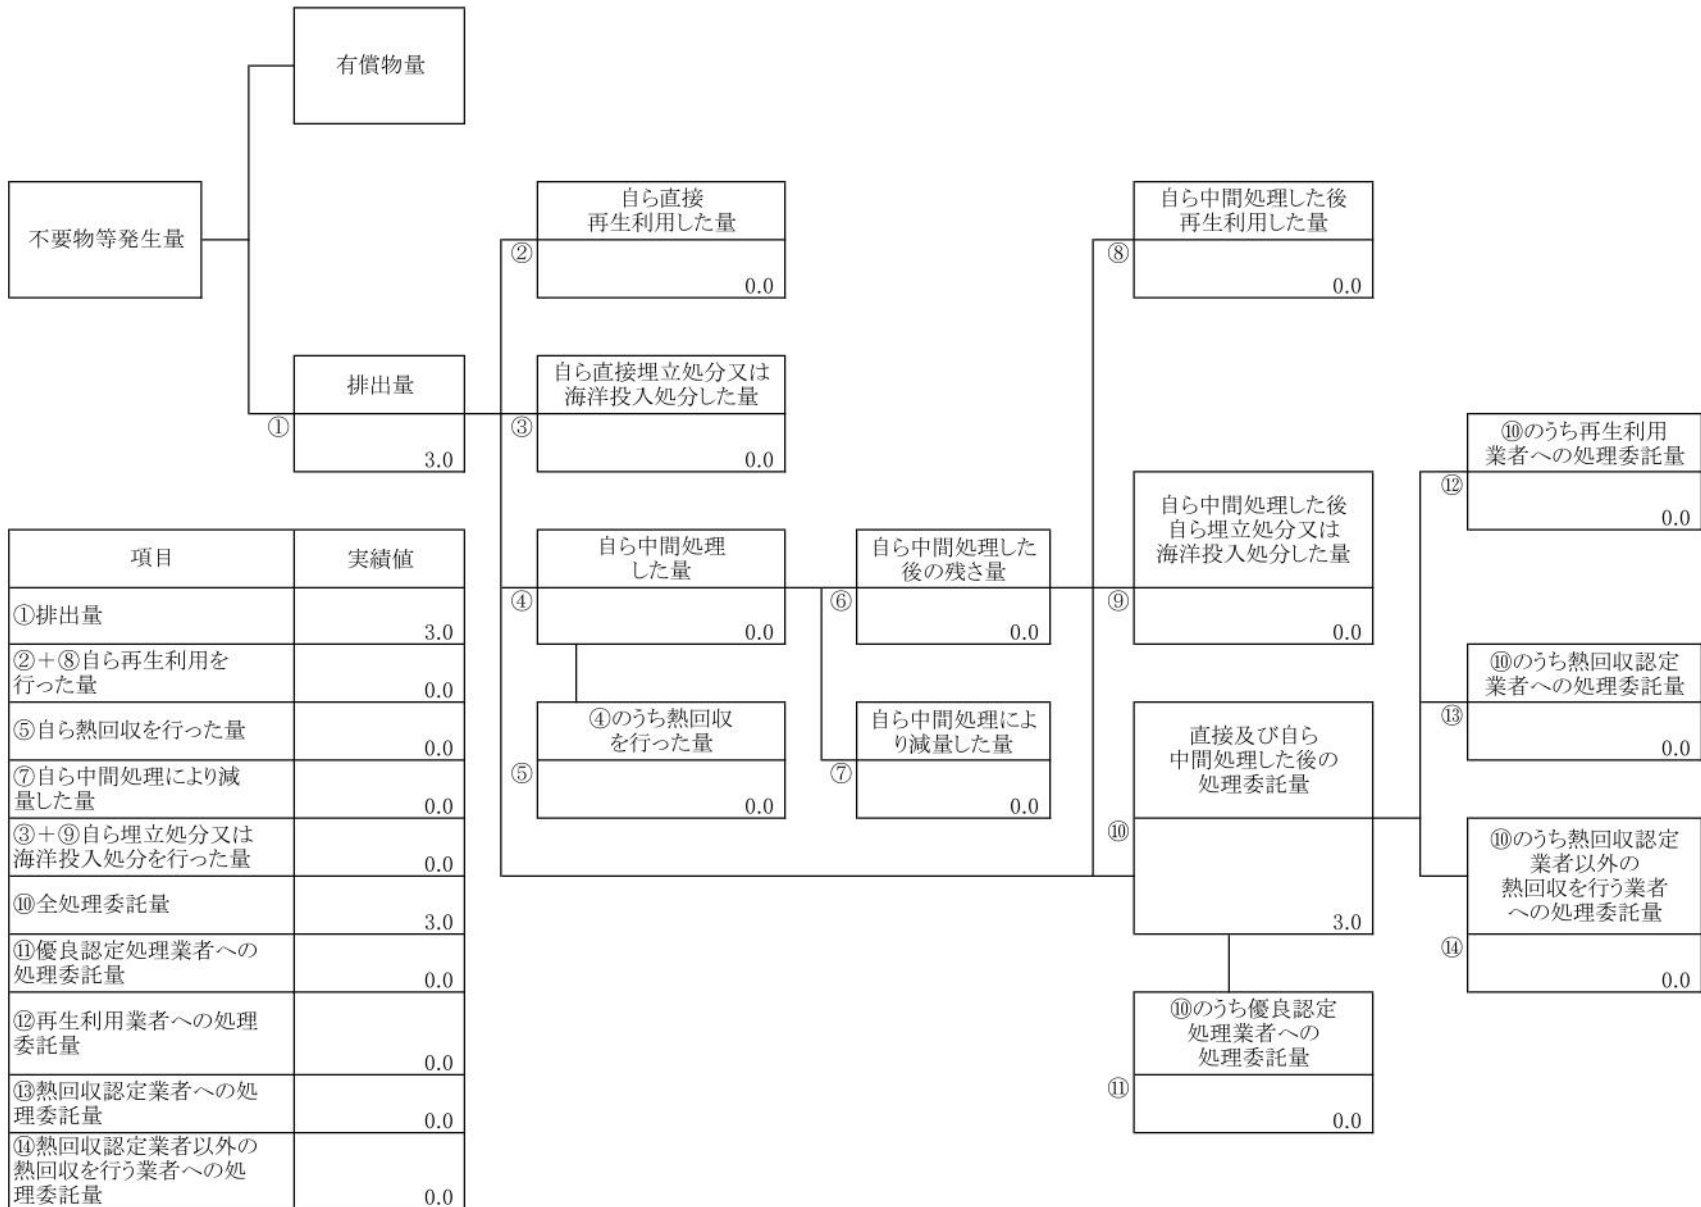 有償物量
不要物等発生量
自ら直接
再生利用した量
②
0.0
自ら中間処理した後
再生利用した量
⑧
0.0
排出量
①
3.0
自ら直接埋立処分又は
海洋投入処分した量
③
0.0
⑩のうち再生利用
業者への処理委託量
⑫
0.0
自ら中間処理
した量
④
0.0
自ら中間処理した
後の残さ量
⑥
0.0
自ら中間処理した後
自ら埋立処分又は
海洋投入処分した量
⑨
0.0
⑩のうち熱回収認定
業者への処理委託量
⑬
0.0
④のうち熱回収
を行った量
⑤
0.0
自ら中間処理によ
り減量した量
⑦
0.0
直接及び自ら
中間処理した後の
処理委託量
⑩
3.0
⑩のうち熱回収認定
業者以外の
熱回収を行う業者
への処理委託量
⑭
0.0
⑩のうち優良認定
処理業者への
処理委託量
⑪
0.0
項目 実績値
①排出量
3.0
②＋⑧自ら再生利用を
行った量
0.0
⑤自ら熱回収を行った量
0.0
⑦自ら中間処理により減
量した量
0.0
③＋⑨自ら埋立処分又は
海洋投入処分を行った量
0.0
⑩全処理委託量
3.0
⑪優良認定処理業者への
処理委託量
0.0
⑫再生利用業者への処理
委託量
0.0
⑬熱回収認定業者への処
理委託量
0.0
⑭熱回収認定業者以外の
熱回収を行う業者への処
理委託量
0.0